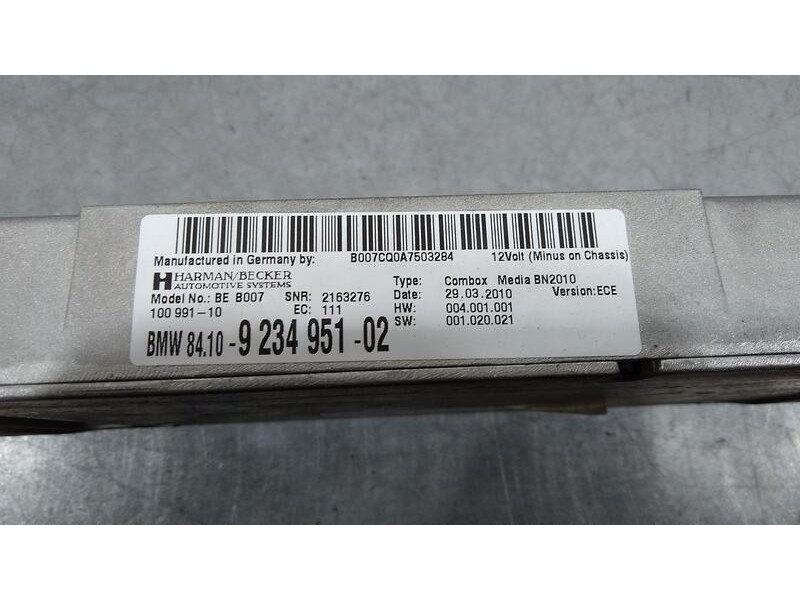 Manufactured in Germany by: B007CQ0A7503284 12Volt (Minus on Chassis)
HARMAN/BECKER
AUTOMOTIVE SYSTEMS
Type: Combox Media BN2010
Model No.: BE B007 SNR: 2163276 Date: 29.03.2010 Version:ECE
100 991-10 EC: 111 HW: 004.001.001
SW: 001.020.021
BMW 84.10 - 9 234 951 - 02